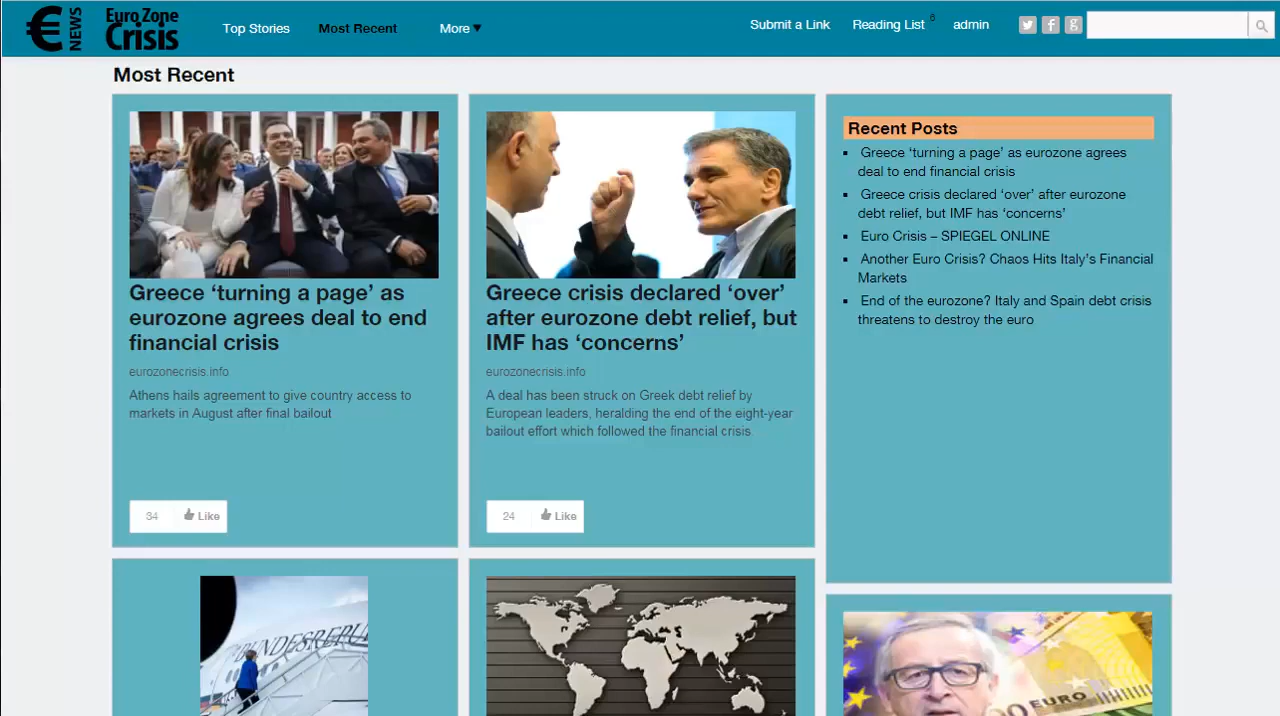 € NEWS
Euro Zone
Crisis
Top Stories
Most Recent
More
Submit a Link
Reading List 6
admin
Most Recent
Greece ‘turning a page’ as
eurozone agrees deal to end
financial crisis
eurozonecrisis.info
Athens hails agreement to give country access to
markets in August after final bailout
34
Like
Greece crisis declared ‘over’
after eurozone debt relief, but
IMF has ‘concerns’
eurozonecrisis.info
A deal has been struck on Greek debt relief by
European leaders, heralding the end of the eight-year
bailout effort which followed the financial crisis.
24
Like
Recent Posts
Greece ‘turning a page’ as eurozone agrees
deal to end financial crisis
Greece crisis declared ‘over’ after eurozone
debt relief, but IMF has ‘concerns’
Euro Crisis – SPIEGEL ONLINE
Another Euro Crisis? Chaos Hits Italy’s Financial
Markets
End of the eurozone? Italy and Spain debt crisis
threatens to destroy the euro
BUNDESREPU
EURO